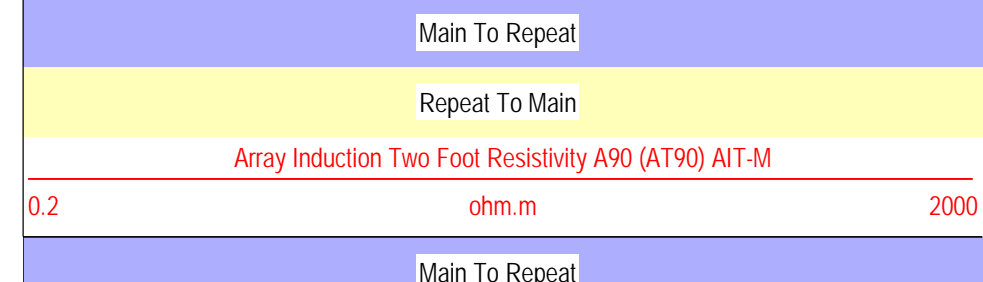 Main To Repeat
Repeat To Main
Array Induction Two Foot Resistivity A90 (AT90) AIT-M
0.2 ohm.m 2000
Main To Repeat